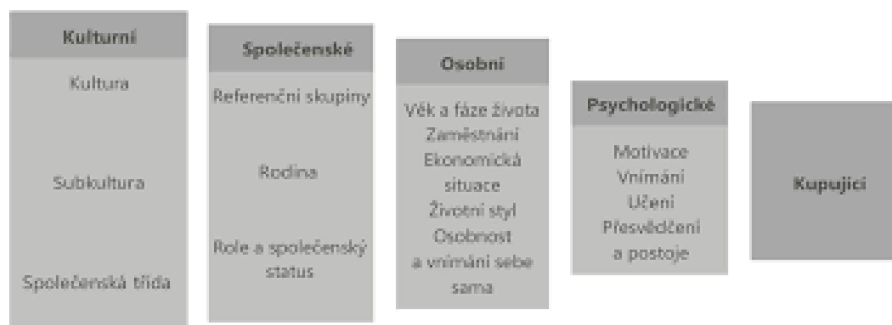 Kulturní
Kultura
Subkultura
Společenská třída
Společenské
Referenční skupiny
Rodina
Role a společenský
status
Osobní
Věk a fáze života
Zaměstnání
Ekonomická
situace
Životní styl
Osobnost
a vnímání sebe
sama
Psychologické
Motivace
Vnímání
Učení
Přesvědčení
a postoje
Kupující